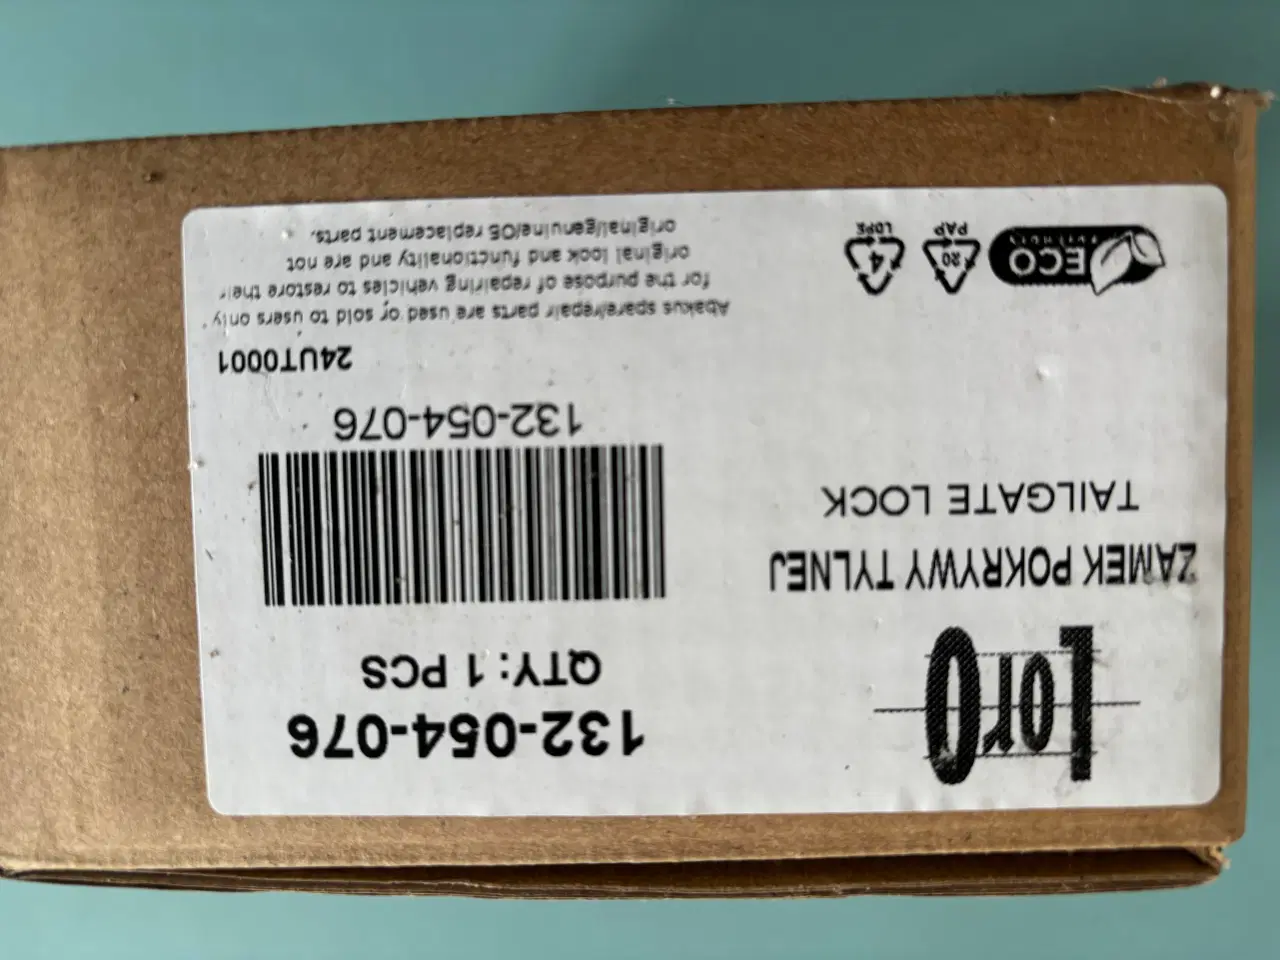 LorO
132-054-076
QTY: 1 PCS
ZAMEK POKRYWY TYLNEJ
TAILGATE LOCK
132-054-076
24UT0001
Abakus spare/repair parts are used or sold to users only
for the purpose of repairing vehicles to restore their
original look and functionality and are not
original/genuine/OE replacement parts.
ECO
FRIENDLY
20
PAP
4
LDPE